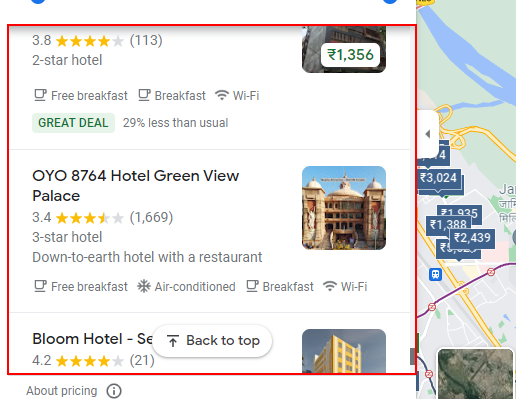 3.8 (113)
₹1,356
2-star hotel
Free breakfast Breakfast Wi-Fi
GREAT DEAL 29% less than usual
OYO 8764 Hotel Green View
Palace
3.4 (1,669)
3-star hotel
Down-to-earth hotel with a restaurant
Free breakfast Air-conditioned Breakfast Wi-Fi
Bloom Hotel - Se
Back to top
4.2 (21)
About pricing
₹3,024
₹1,935
₹1,388
₹2,439